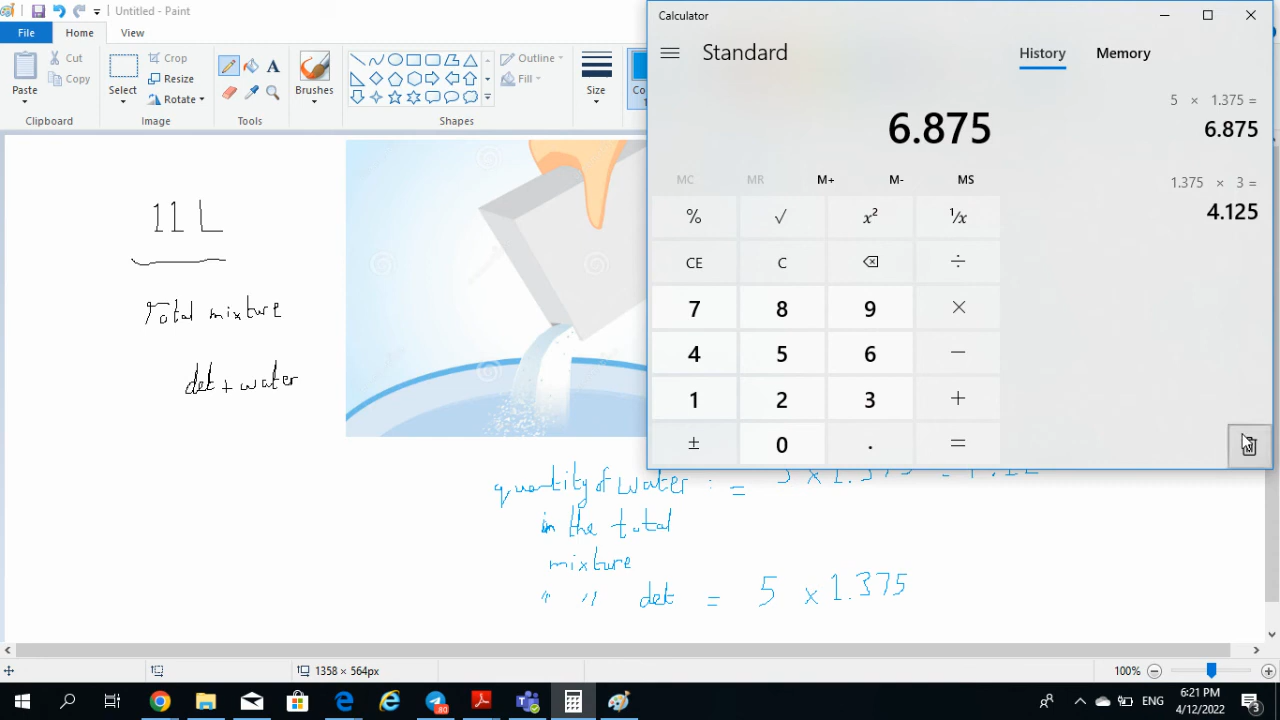 Untitled - Paint
File
Home
View
Paste
Cut
Copy
Clipboard
Select
Crop
Resize
Rotate
Image
Tools
Brushes
Shapes
Outline
Fill
Size
Calculator
Standard
History
Memory
5 × 1.375 =
6.875
1.375 × 3 =
4.125
6.875
MC MR M+ M- MS
% √ x² ¹/x
CE C ÷
7 8 9 ×
4 5 6 −
1 2 3 +
± 0 . =
11 L
Total mixture
det + water
quantity of water : =
in the total
mixture
" " det = 5 x 1.375
1358 × 564px
100%
ENG
6:21 PM
4/12/2022
80
3